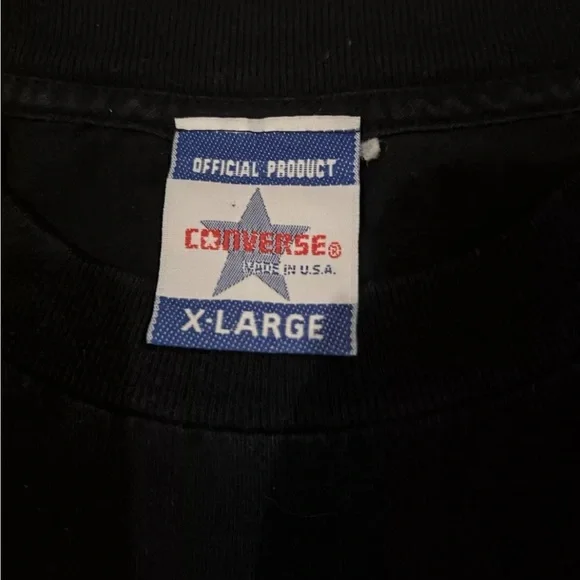 OFFICIAL PRODUCT
CONVERSE®
MADE IN U.S.A.
X-LARGE